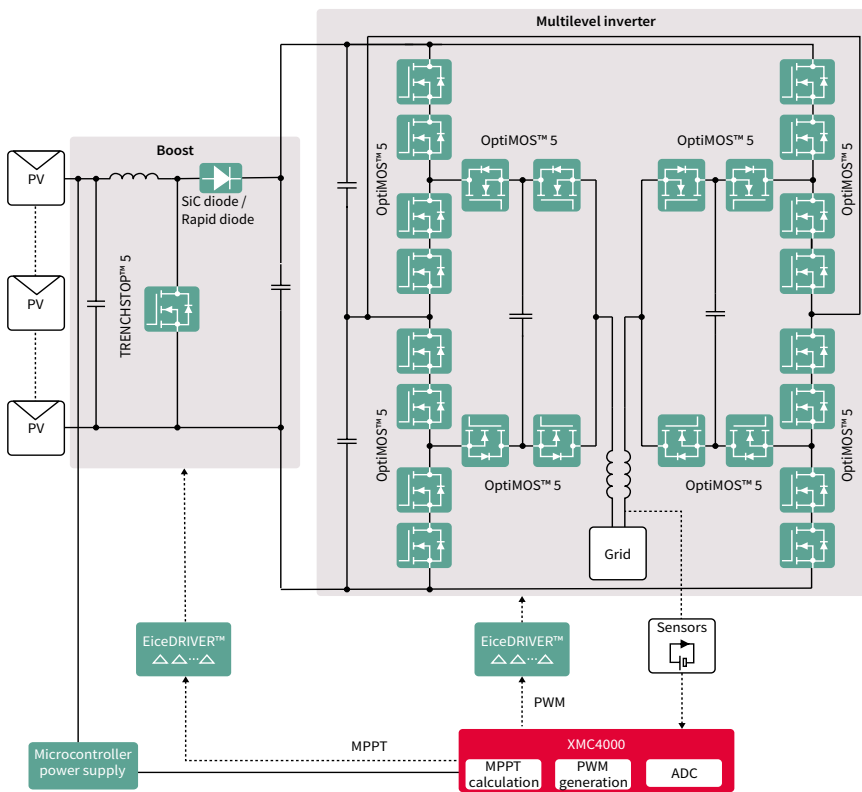 Multilevel inverter
Boost
PV
PV
PV
SiC diode /
Rapid diode
TRENCHSTOP™ 5
OptiMOS™ 5
OptiMOS™ 5
OptiMOS™ 5
OptiMOS™ 5
OptiMOS™ 5
OptiMOS™ 5
OptiMOS™ 5
OptiMOS™ 5
Grid
EiceDRIVER™
EiceDRIVER™
Sensors
PWM
MPPT
Microcontroller
power supply
XMC4000
MPPT
calculation
PWM
generation
ADC